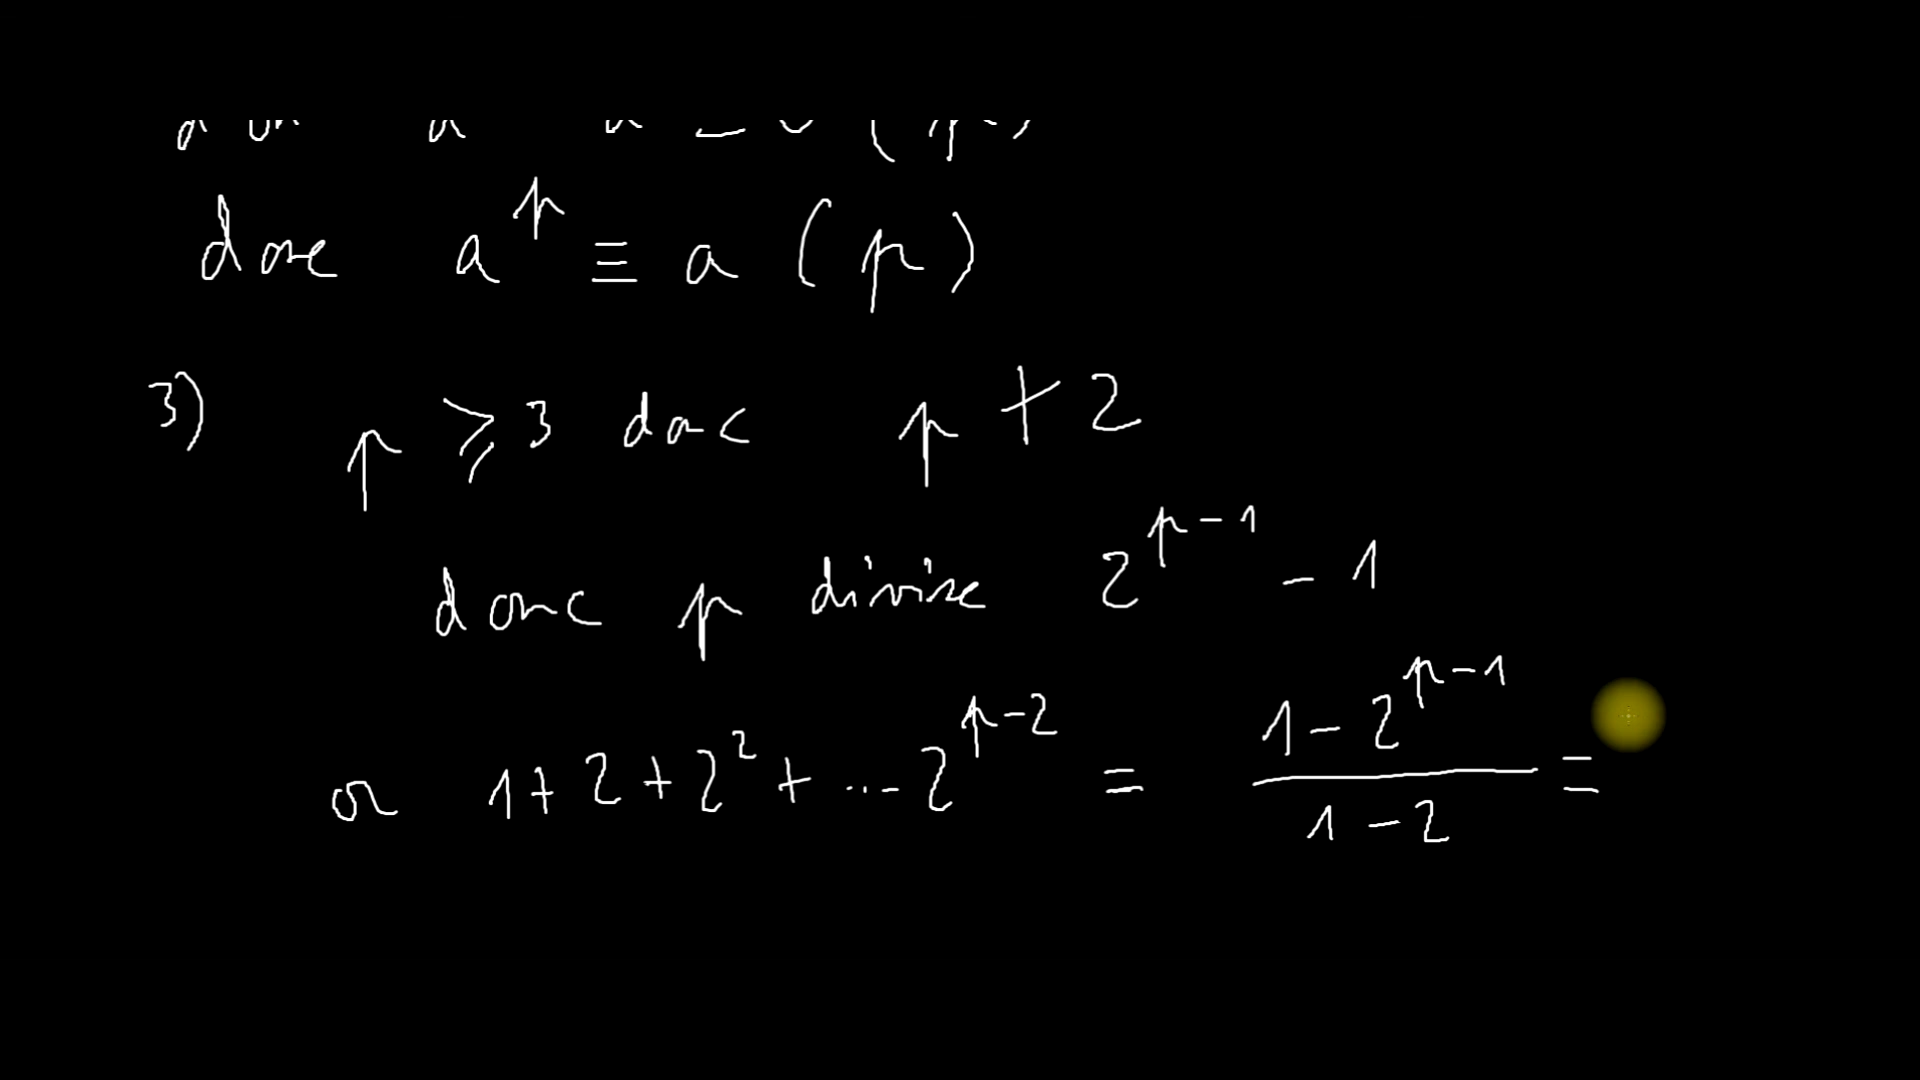 donc a^p ≡ a (p)
3) p ⩾ 3 donc p ∤ 2
donc p divise 2^{p-1} - 1
or 1 + 2 + 2^2 + ... 2^{p-2} = \frac{1 - 2^{p-1}}{1 - 2} =